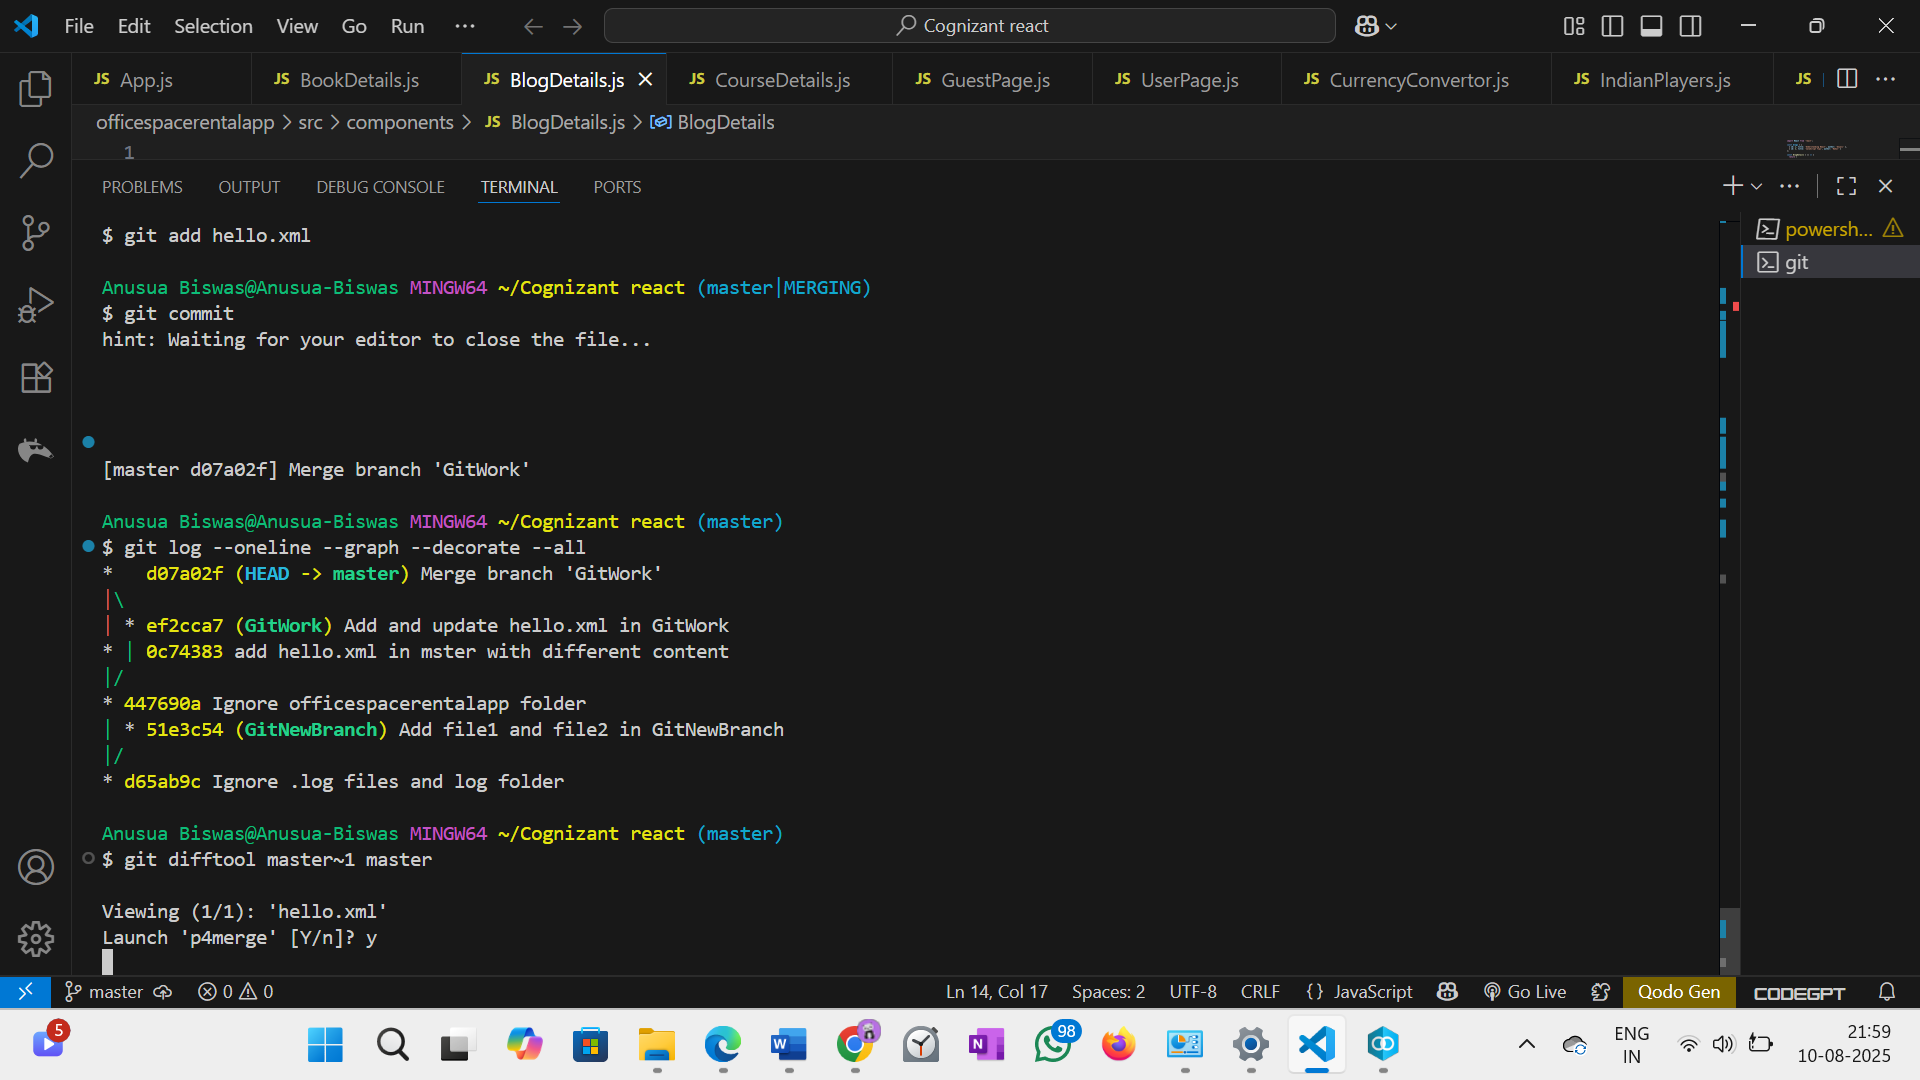 File Edit Selection View Go Run ··· Cognizant react
JS App.js JS BookDetails.js JS BlogDetails.js JS CourseDetails.js JS GuestPage.js JS UserPage.js JS CurrencyConvertor.js JS IndianPlayers.js JS
officespacerentalapp > src > components > JS BlogDetails.js > BlogDetails
1
PROBLEMS OUTPUT DEBUG CONSOLE TERMINAL PORTS
powersh...
git
$ git add hello.xml
Anusua Biswas@Anusua-Biswas MINGW64 ~/Cognizant react (master|MERGING)
$ git commit
hint: Waiting for your editor to close the file...
[master d07a02f] Merge branch 'GitWork'
Anusua Biswas@Anusua-Biswas MINGW64 ~/Cognizant react (master)
$ git log --oneline --graph --decorate --all
*   d07a02f (HEAD -> master) Merge branch 'GitWork'
|\
| * ef2cca7 (GitWork) Add and update hello.xml in GitWork
* | 0c74383 add hello.xml in mster with different content
|/
* 447690a Ignore officespacerentalapp folder
| * 51e3c54 (GitNewBranch) Add file1 and file2 in GitNewBranch
|/
* d65ab9c Ignore .log files and log folder
Anusua Biswas@Anusua-Biswas MINGW64 ~/Cognizant react (master)
$ git difftool master~1 master
Viewing (1/1): 'hello.xml'
Launch 'p4merge' [Y/n]? y
master 0 0 Ln 14, Col 17 Spaces: 2 UTF-8 CRLF {} JavaScript Go Live Qodo Gen CODEGPT
5 W N 98 ENG 21:59
IN 10-08-2025